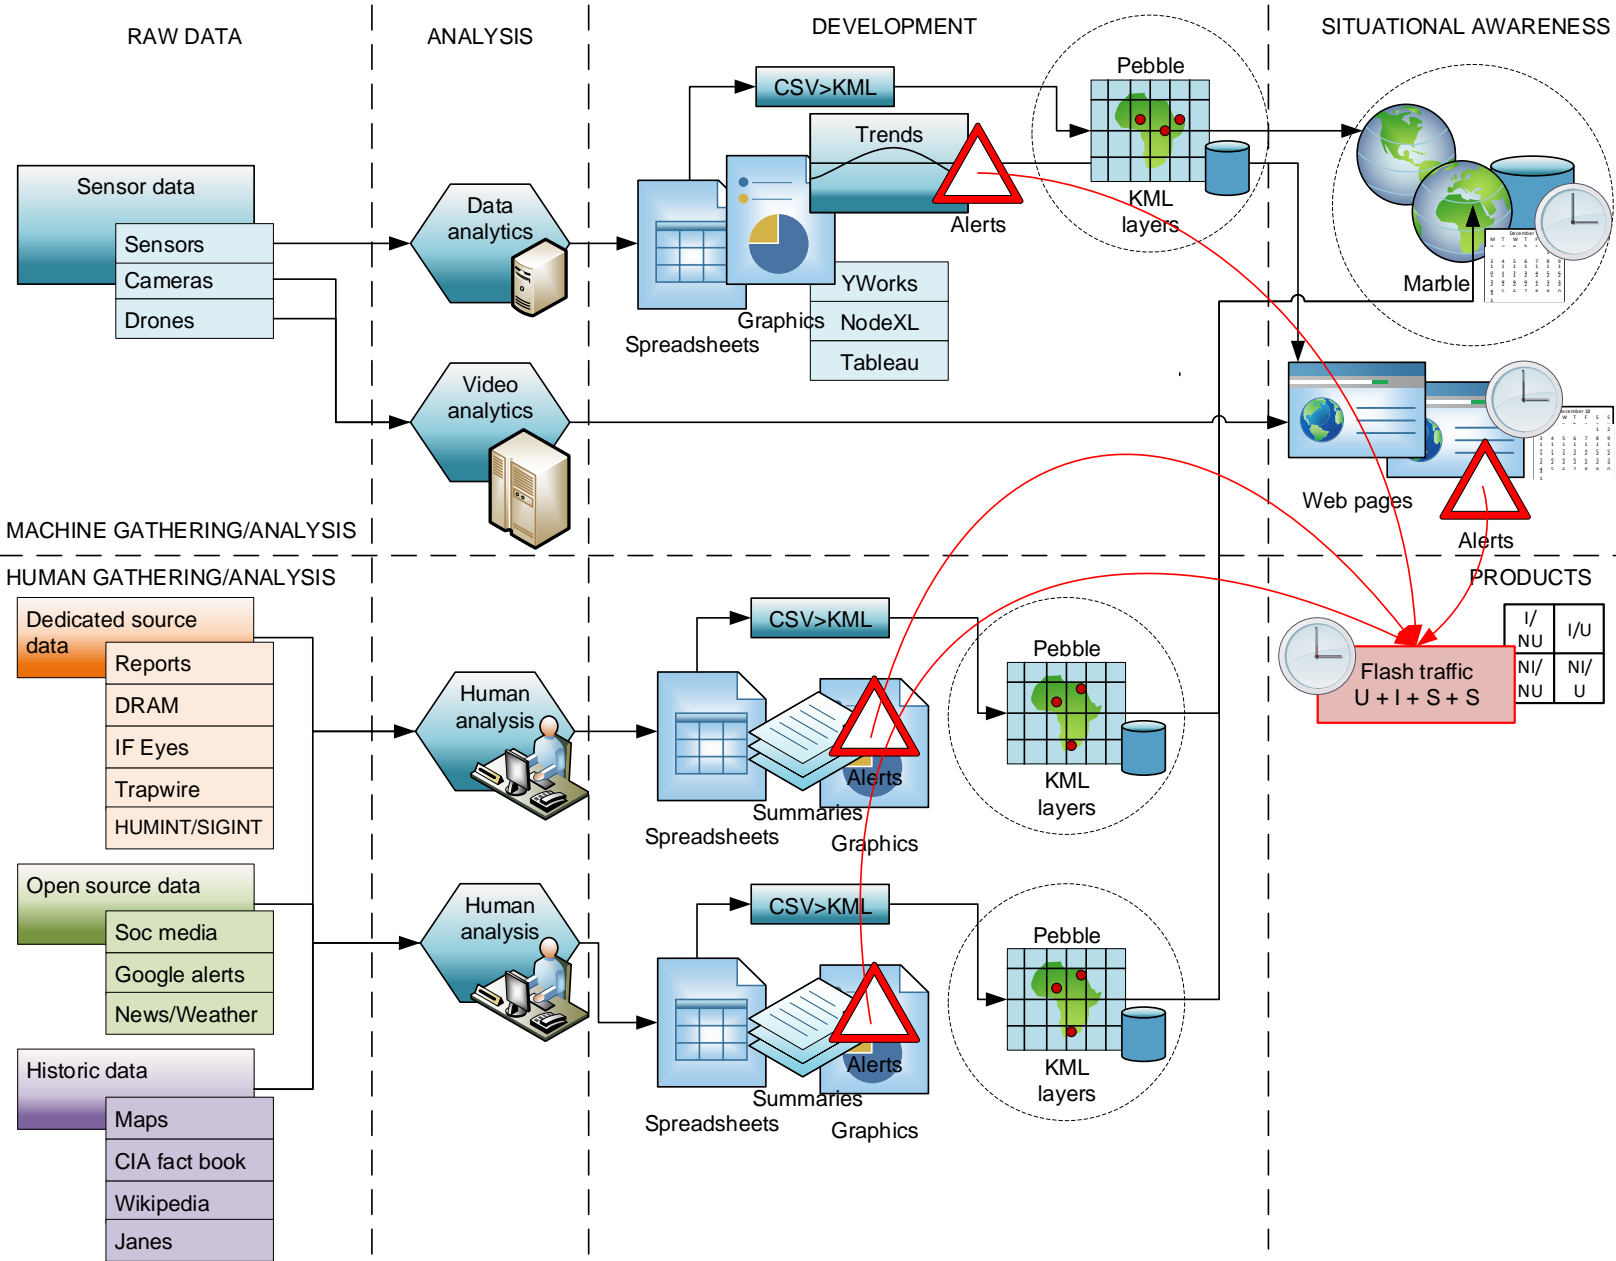 RAW DATA
ANALYSIS
DEVELOPMENT
SITUATIONAL AWARENESS
Sensor data
Sensors
Cameras
Drones
Data
analytics
Video
analytics
CSV>KML
Trends
Alerts
Graphics
Spreadsheets
YWorks
NodeXL
Tableau
Pebble
KML
layers
Marble
December
M T W T F
Web pages
December 18
W T F S S
Alerts
MACHINE GATHERING/ANALYSIS
HUMAN GATHERING/ANALYSIS
PRODUCTS
Dedicated source
data
Reports
DRAM
IF Eyes
Trapwire
HUMINT/SIGINT
Human
analysis
CSV>KML
Alerts
Summaries
Spreadsheets
Graphics
Pebble
KML
layers
I/
NU
I/U
NI/
NU
NI/
U
Flash traffic
U + I + S + S
Open source data
Soc media
Google alerts
News/Weather
Human
analysis
CSV>KML
Alerts
Summaries
Spreadsheets
Graphics
Pebble
KML
layers
Historic data
Maps
CIA fact book
Wikipedia
Janes